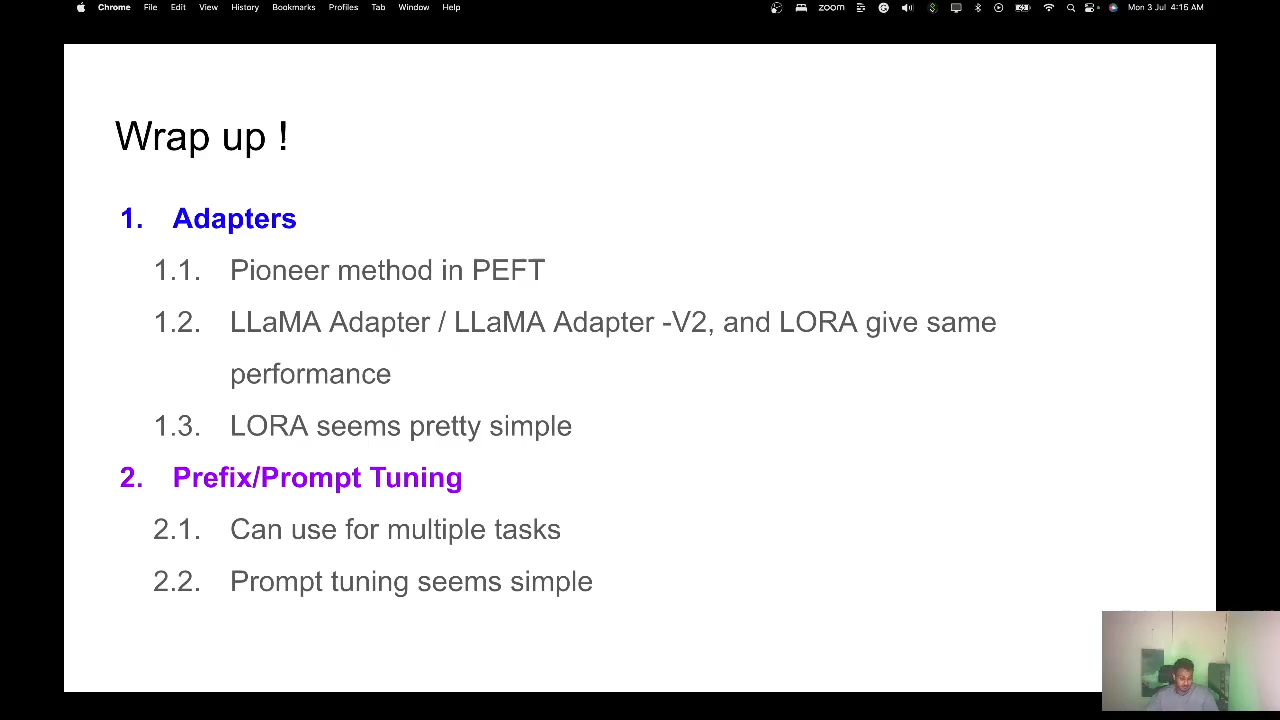 Chrome File Edit View History Bookmarks Profiles Tab Window Help zoom Mon 3 Jul 4:15 AM
Wrap up !
1. Adapters
1.1. Pioneer method in PEFT
1.2. LLaMA Adapter / LLaMA Adapter -V2, and LORA give same
performance
1.3. LORA seems pretty simple
2. Prefix/Prompt Tuning
2.1. Can use for multiple tasks
2.2. Prompt tuning seems simple